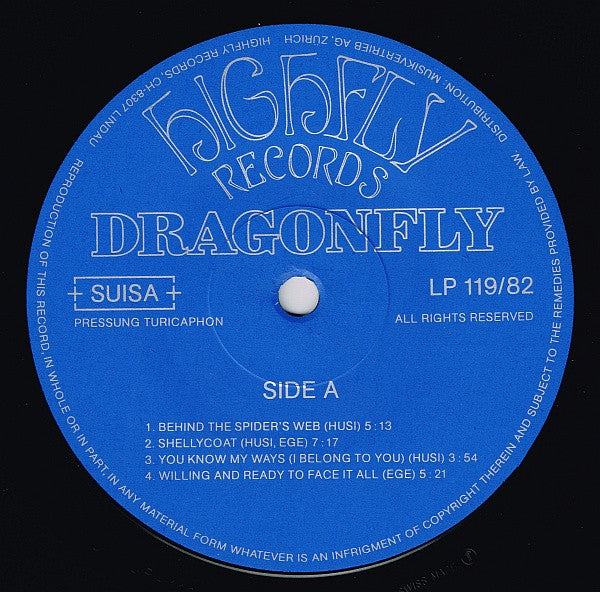 HIGHFLY
RECORDS
DRAGONFLY
SUISA
LP 119/82
PRESSUNG TURICAPHON
ALL RIGHTS RESERVED
SIDE A
1. BEHIND THE SPIDER'S WEB (HUSI) 5:13
2. SHELLYCOAT (HUSI, EGE) 7:17
3. YOU KNOW MY WAYS (I BELONG TO YOU) (HUSI) 3:54
4. WILLING AND READY TO FACE IT ALL (EGE) 5:21
REPRODUCTION OF THIS RECORD, IN WHOLE OR IN PART, IN ANY MATERIAL FORM WHATEVER IS AN INFRIGMENT OF COPYRIGHT THEREIN AND SUBJECT TO THE REMEDIES PROVIDED BY LAW.
DISTRIBUTION: MUSIKVERTRIEB AG, ZÜRICH
HIGHFLY RECORDS, CH-8307 LINDAU